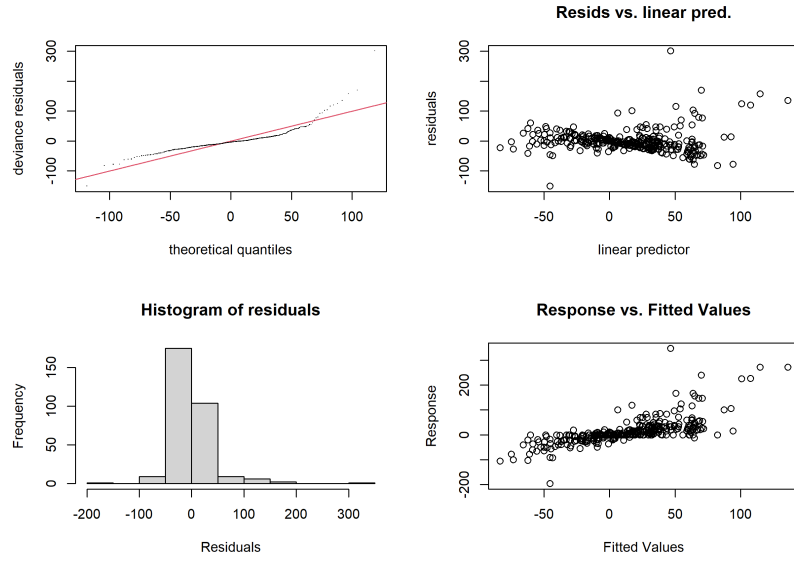 Resids vs. linear pred.
deviance residuals
-100 0 100 300
-100 -50 0 50 100
theoretical quantiles
residuals
-100 0 100 300
-50 0 50 100
linear predictor
Histogram of residuals
Frequency
0 50 100 150
-200 -100 0 100 200 300
Residuals
Response vs. Fitted Values
Response
-200 0 200
-50 0 50 100
Fitted Values